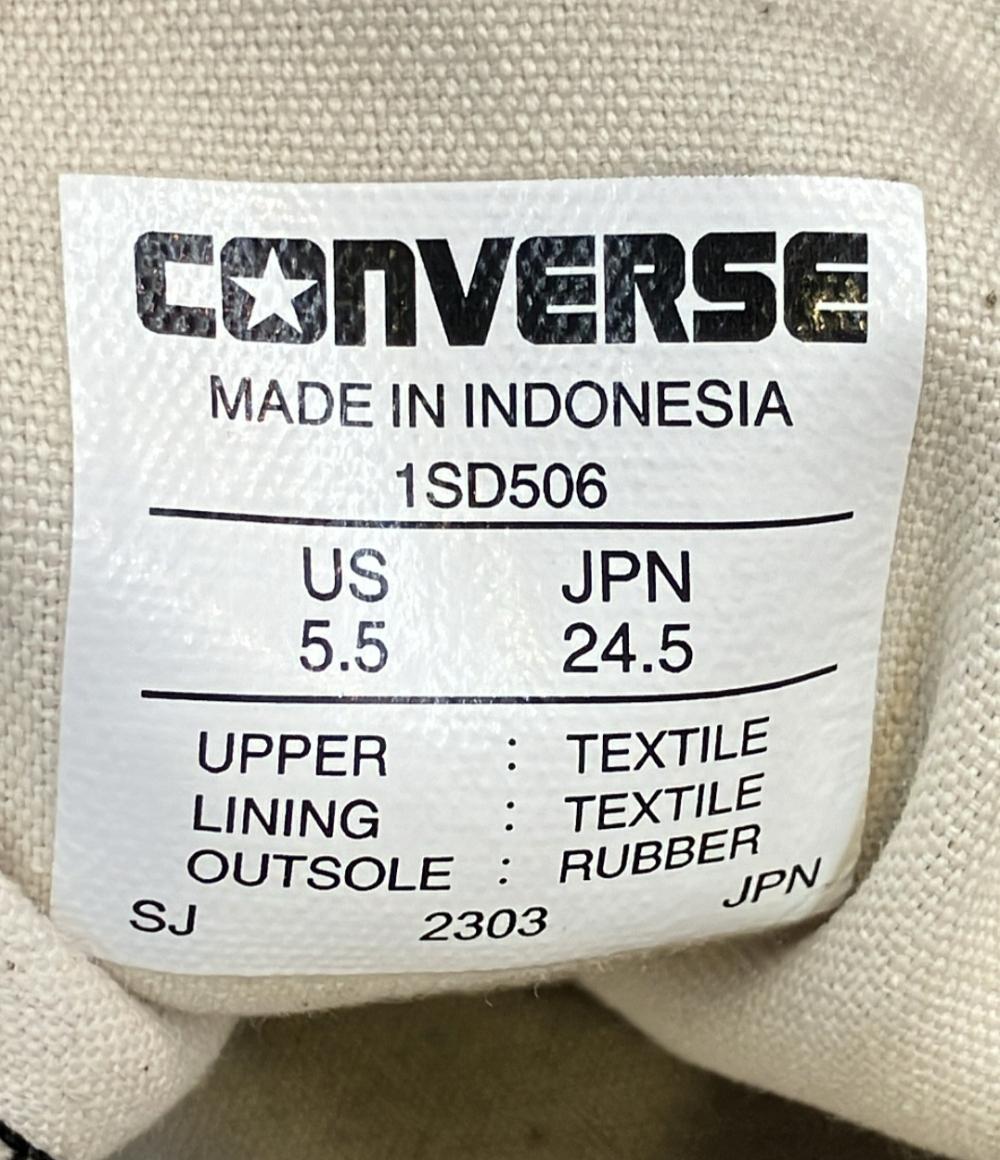 CONVERSE
MADE IN INDONESIA
1SD506
US JPN
5.5 24.5
UPPER : TEXTILE
LINING : TEXTILE
OUTSOLE : RUBBER
SJ 2303 JPN